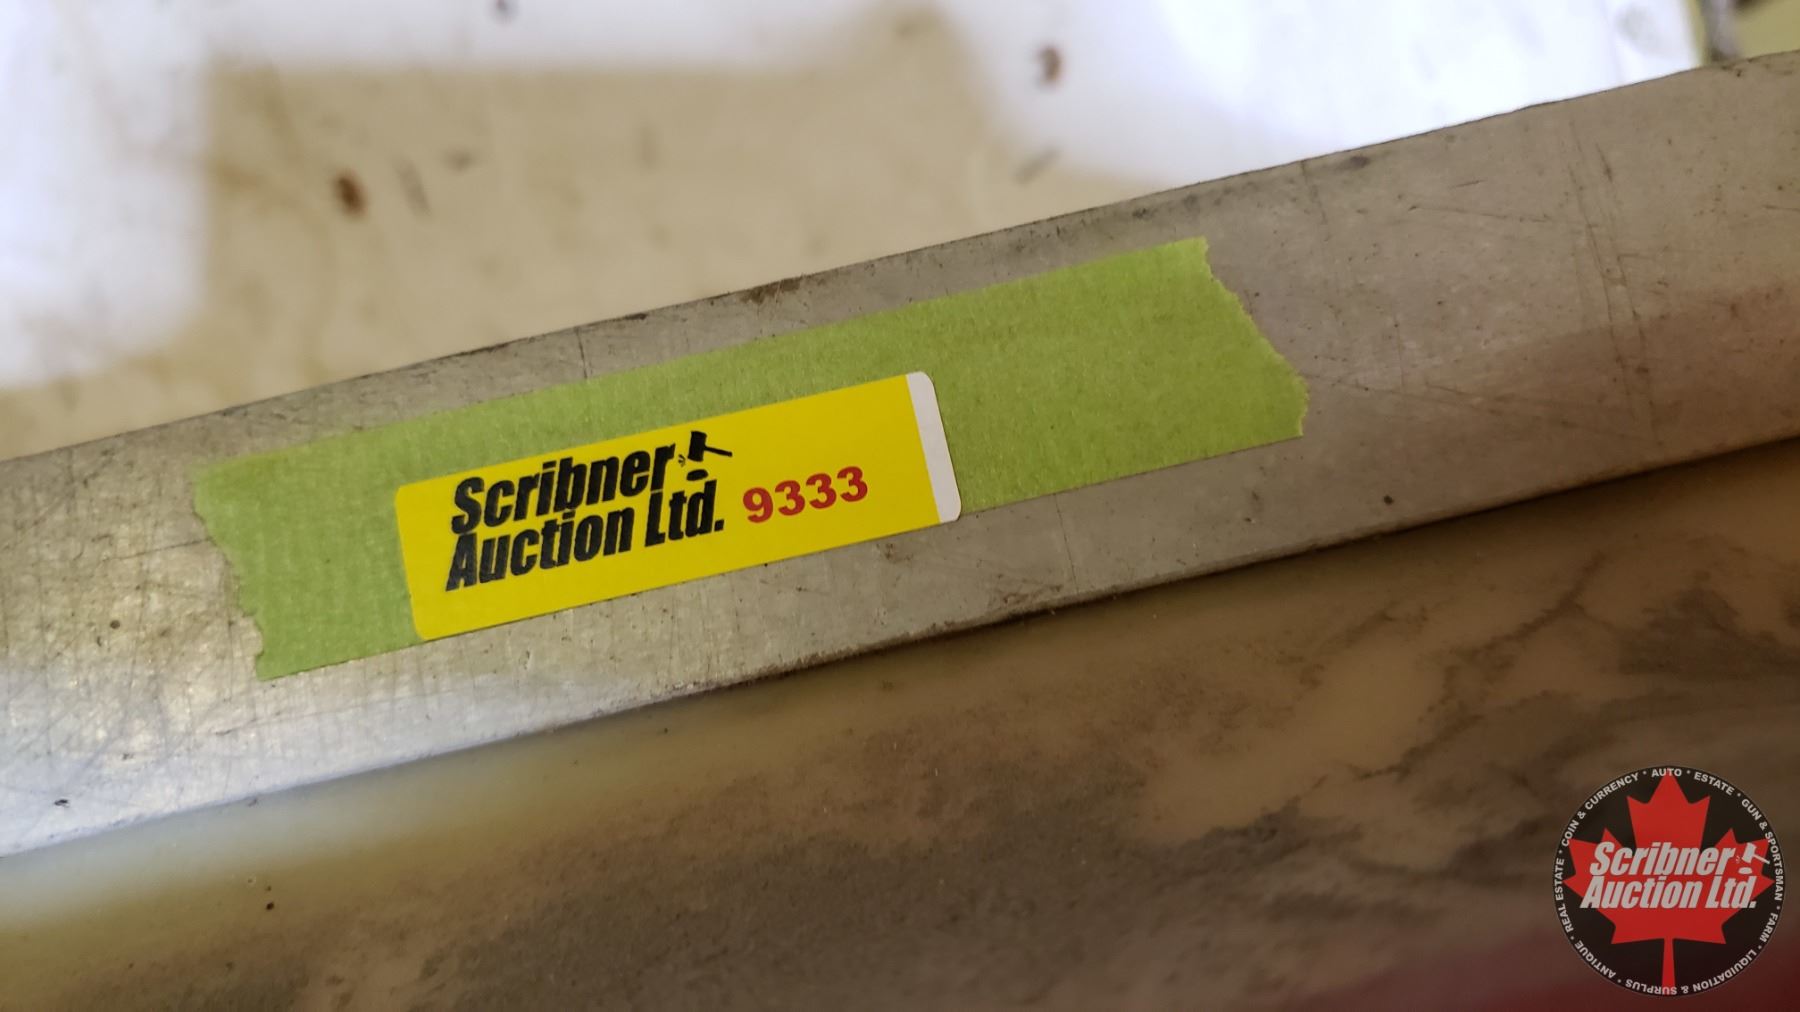 Scribner
Auction Ltd.
9333
COIN & CURRENCY * AUTO * ESTATE * GUN & SPORTSMAN * FARM * LIQUIDATION & SURPLUS * ANTIQUE * REAL ESTATE *
Scribner
Auction Ltd.